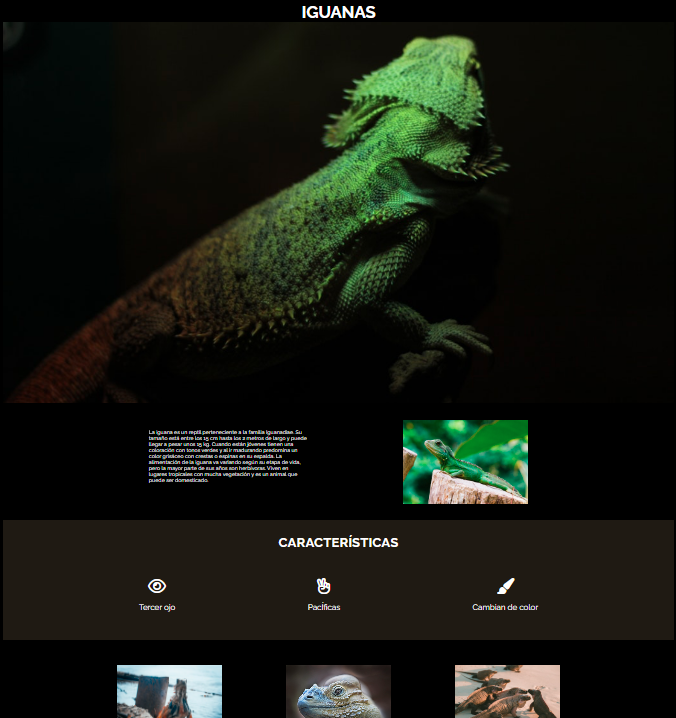 IGUANAS
La iguana es un reptil perteneciente a la familia Iguanadiae. Su
tamaño está entre los 15 cm hasta los 2 metros de largo y puede
llegar a pesar unos 15 kg. Cuando están jóvenes tienen una
coloración con tonos verdes y al ir madurando predomina un
color grisáceo con crestas o espinas en su espalda. La
alimentación de la iguana va variando según su etapa de vida,
pero la mayor parte de sus años son herbívoras. Viven en
lugares tropicales con mucha vegetación y es un animal que
puede ser domesticado.
CARACTERÍSTICAS
Tercer ojo
Pacíficas
Cambian de color